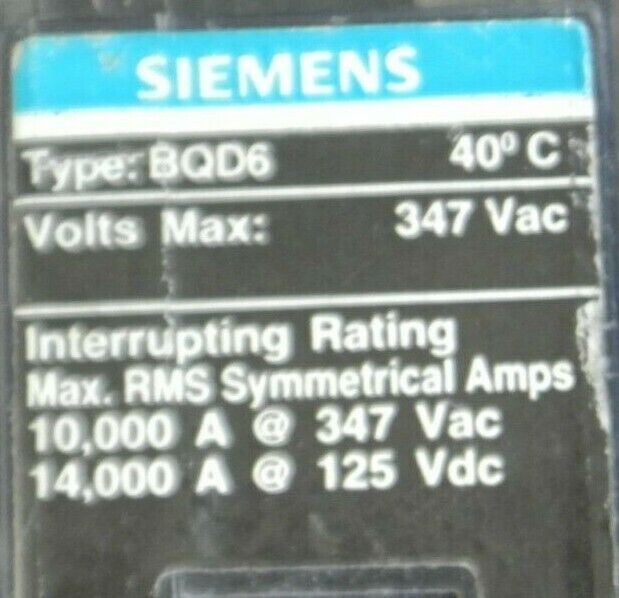 SIEMENS
Type: BQD6 40º C
Volts Max: 347 Vac
Interrupting Rating
Max. RMS Symmetrical Amps
10,000 A @ 347 Vac
14,000 A @ 125 Vdc